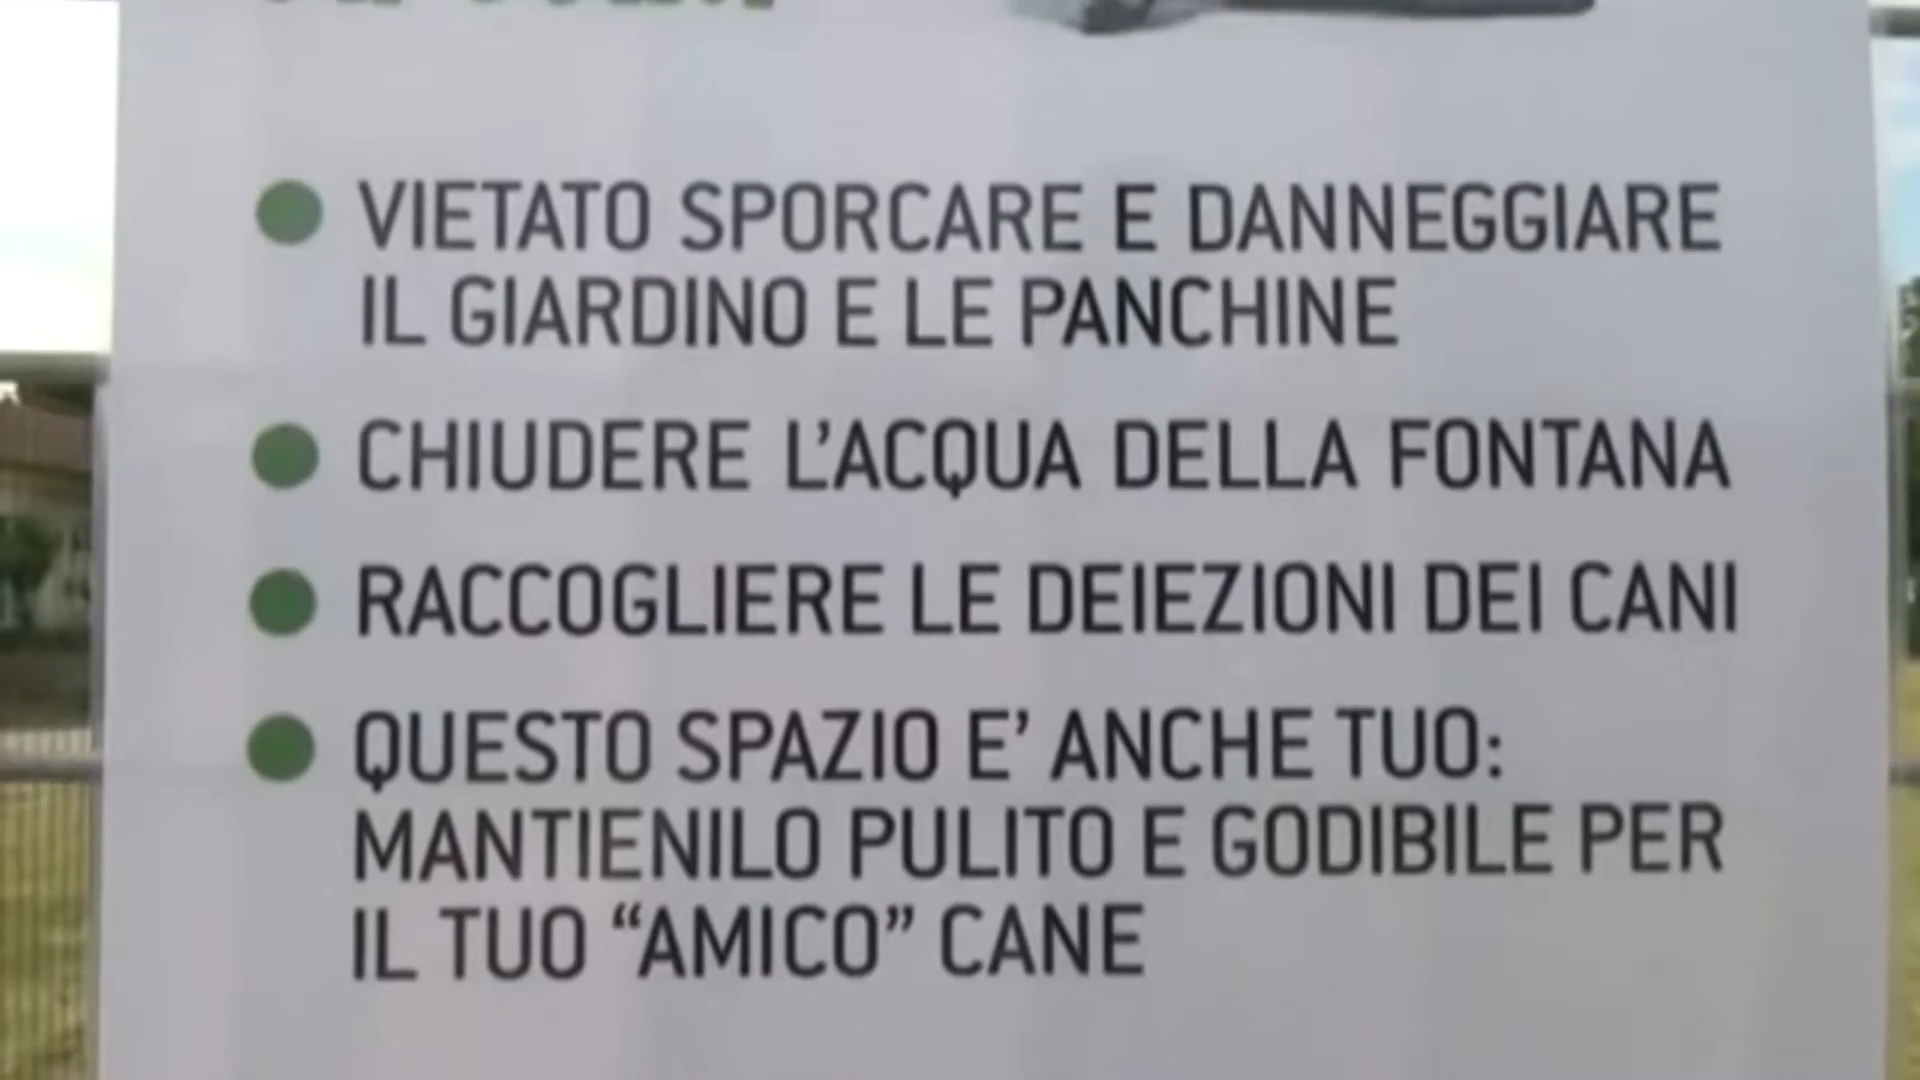 VIETATO SPORCARE E DANNEGGIARE
IL GIARDINO E LE PANCHINE
CHIUDERE L'ACQUA DELLA FONTANA
RACCOGLIERE LE DEIEZIONI DEI CANI
QUESTO SPAZIO E' ANCHE TUO:
MANTIENILO PULITO E GODIBILE PER
IL TUO “AMICO” CANE